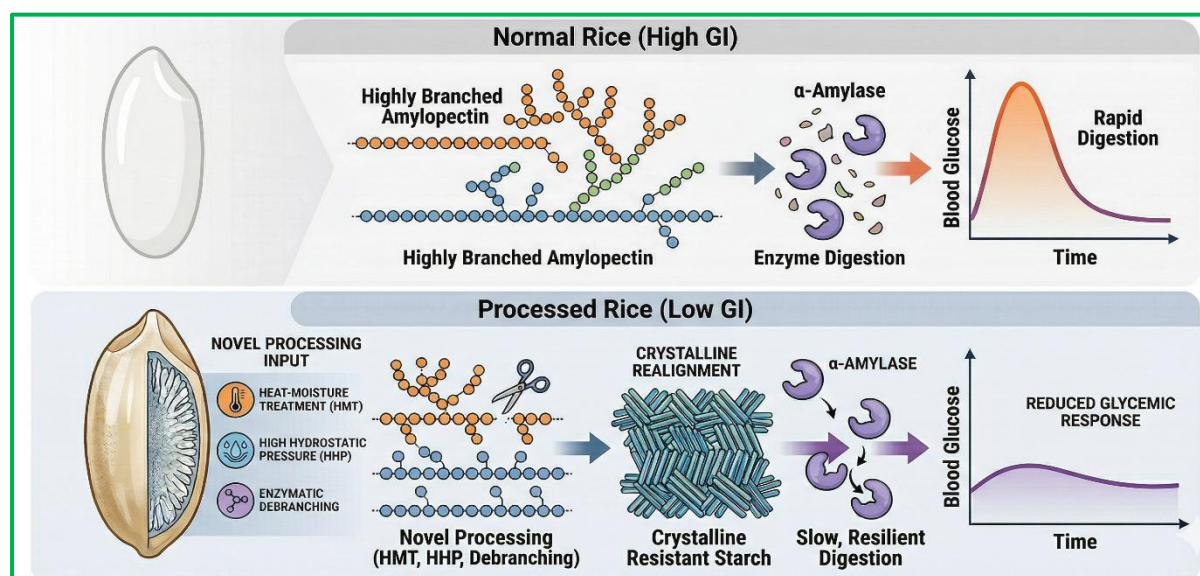 Normal Rice (High GI)
Highly Branched
Amylopectin
Highly Branched Amylopectin
α-Amylase
Enzyme Digestion
Blood Glucose
Rapid
Digestion
Time
Processed Rice (Low GI)
NOVEL PROCESSING
INPUT
HEAT-MOISTURE
TREATMENT (HMT)
HIGH HYDROSTATIC
PRESSURE (HHP)
ENZYMATIC
DEBRANCHING
Novel Processing
(HMT, HHP, Debranching)
CRYSTALLINE
REALIGNMENT
Crystalline
Resistant Starch
α-AMYLASE
Slow, Resilient
Digestion
Blood Glucose
REDUCED GLYCEMIC
RESPONSE
Time